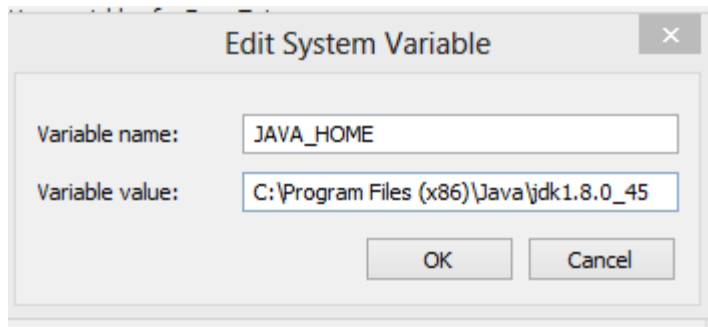 Edit System Variable
Variable name: JAVA_HOME
Variable value: C:\Program Files (x86)\Java\jdk1.8.0_45
OK Cancel